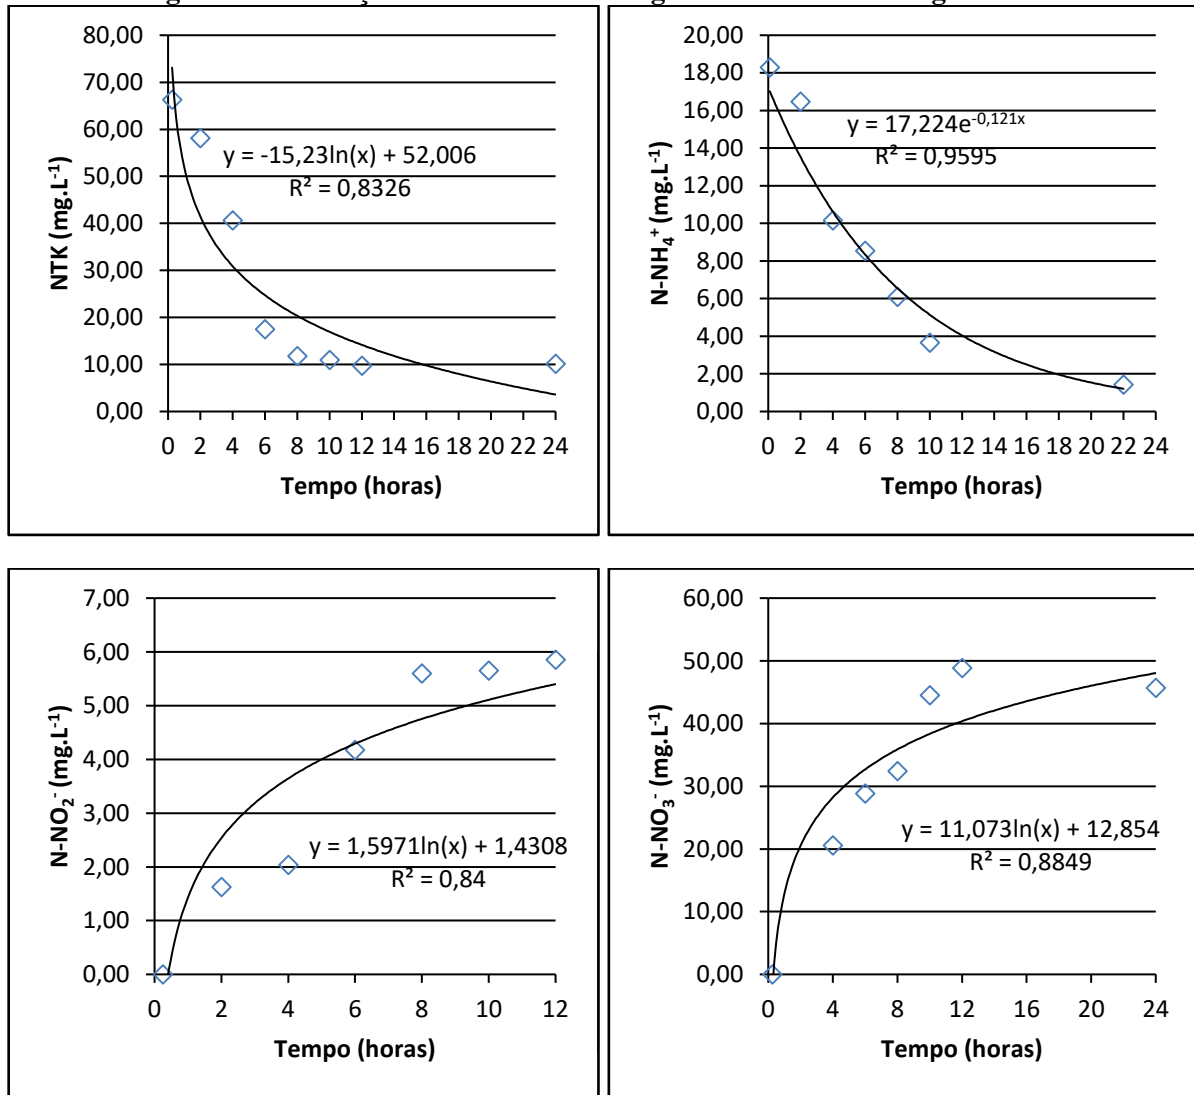 80,00
70,00
60,00
50,00
40,00
30,00
20,00
10,00
0,00
NTK (mg.L⁻¹)
y = -15,23ln(x) + 52,006
R² = 0,8326
0 2 4 6 8 10 12 14 16 18 20 22 24
Tempo (horas)
20,00
18,00
16,00
14,00
12,00
10,00
8,00
6,00
4,00
2,00
0,00
N-NH₄⁺ (mg.L⁻¹)
y = 17,224e⁻⁰,¹²¹ˣ
R² = 0,9595
0 2 4 6 8 10 12 14 16 18 20 22 24
Tempo (horas)
7,00
6,00
5,00
4,00
3,00
2,00
1,00
0,00
N-NO₂⁻ (mg.L⁻¹)
y = 1,5971ln(x) + 1,4308
R² = 0,84
0 2 4 6 8 10 12
Tempo (horas)
60,00
50,00
40,00
30,00
20,00
10,00
0,00
N-NO₃⁻ (mg.L⁻¹)
y = 11,073ln(x) + 12,854
R² = 0,8849
0 4 8 12 16 20 24
Tempo (horas)